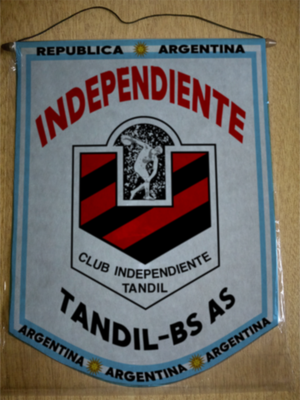 REPUBLICA ARGENTINA
INDEPENDIENTE
CLUB INDEPENDIENTE
TANDIL
TANDIL-BS AS
ARGENTINA ARGENTINA ARGENTINA